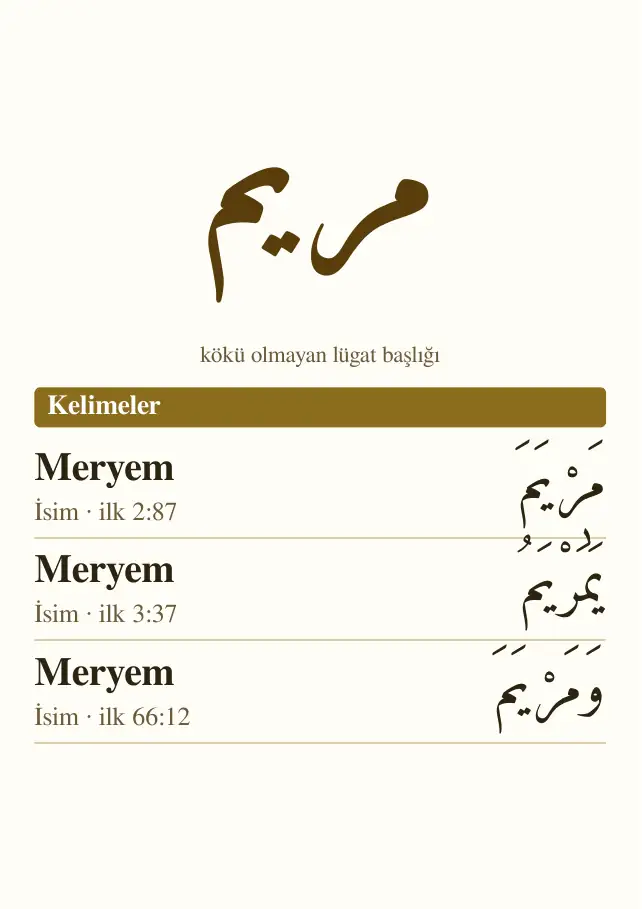 مريم
kökü olmayan lügat başlığı
Kelimeler
Meryem
مَرْيَمَ
İsim · ilk 2:87
Meryem
يَٰمَرْيَمُ
İsim · ilk 3:37
Meryem
وَمَرْيَمَ
İsim · ilk 66:12